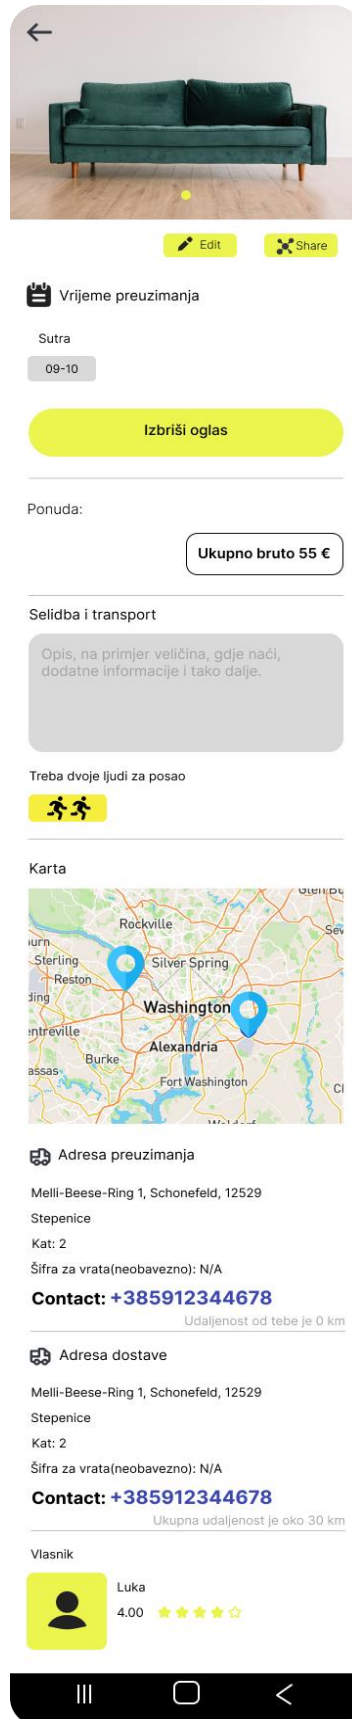 Edit
Share
Vrijeme preuzimanja
Sutra
09-10
Izbriši oglas
Ponuda:
Ukupno bruto 55 €
Selidba i transport
Opis, na primjer veličina, gdje naći,
dodatne informacije i tako dalje.
Treba dvoje ljudi za posao
Karta
Rockville
Sterling
Silver Spring
Reston
Washington
Alexandria
Burke
Fort Washington
Adresa preuzimanja
Melli-Beese-Ring 1, Schonefeld, 12529
Stepenice
Kat: 2
Šifra za vrata(neobavezno): N/A
Contact: +385912344678
Udaljenost od tebe je 0 km
Adresa dostave
Melli-Beese-Ring 1, Schonefeld, 12529
Stepenice
Kat: 2
Šifra za vrata(neobavezno): N/A
Contact: +385912344678
Ukupna udaljenost je oko 30 km
Vlasnik
Luka
4.00